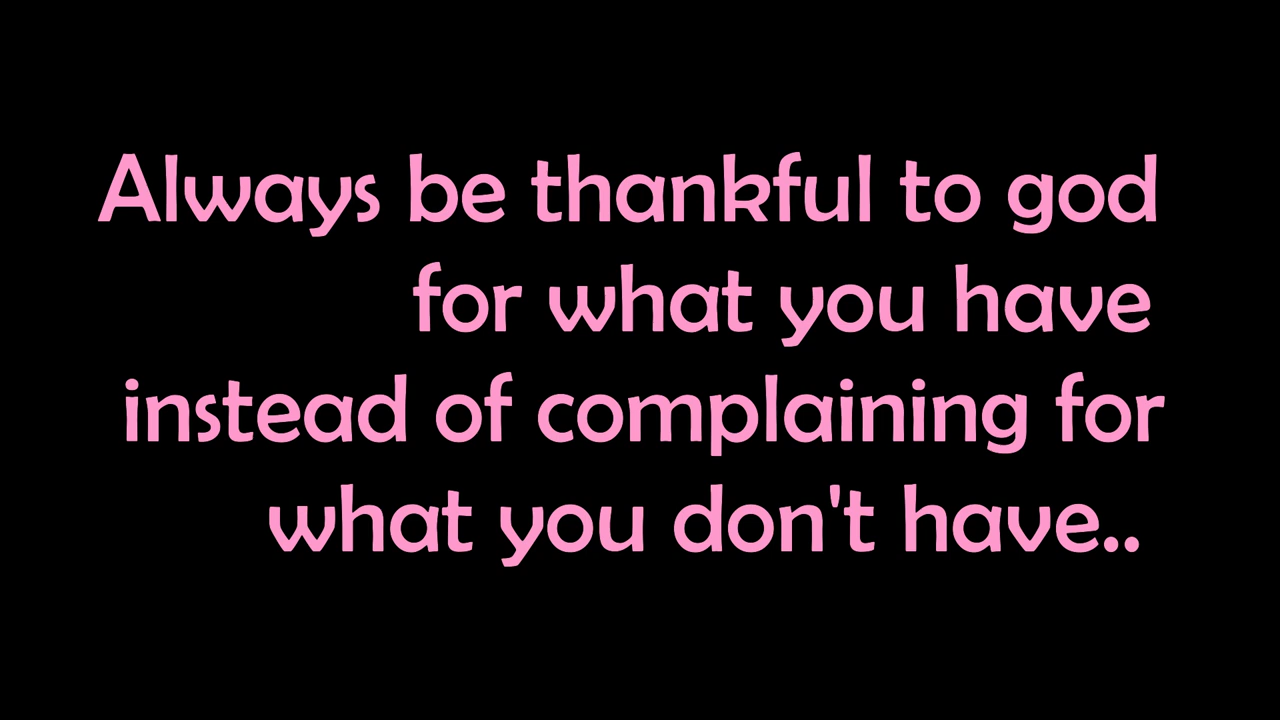 Always be thankful to god
for what you have
instead of complaining for
what you don't have..